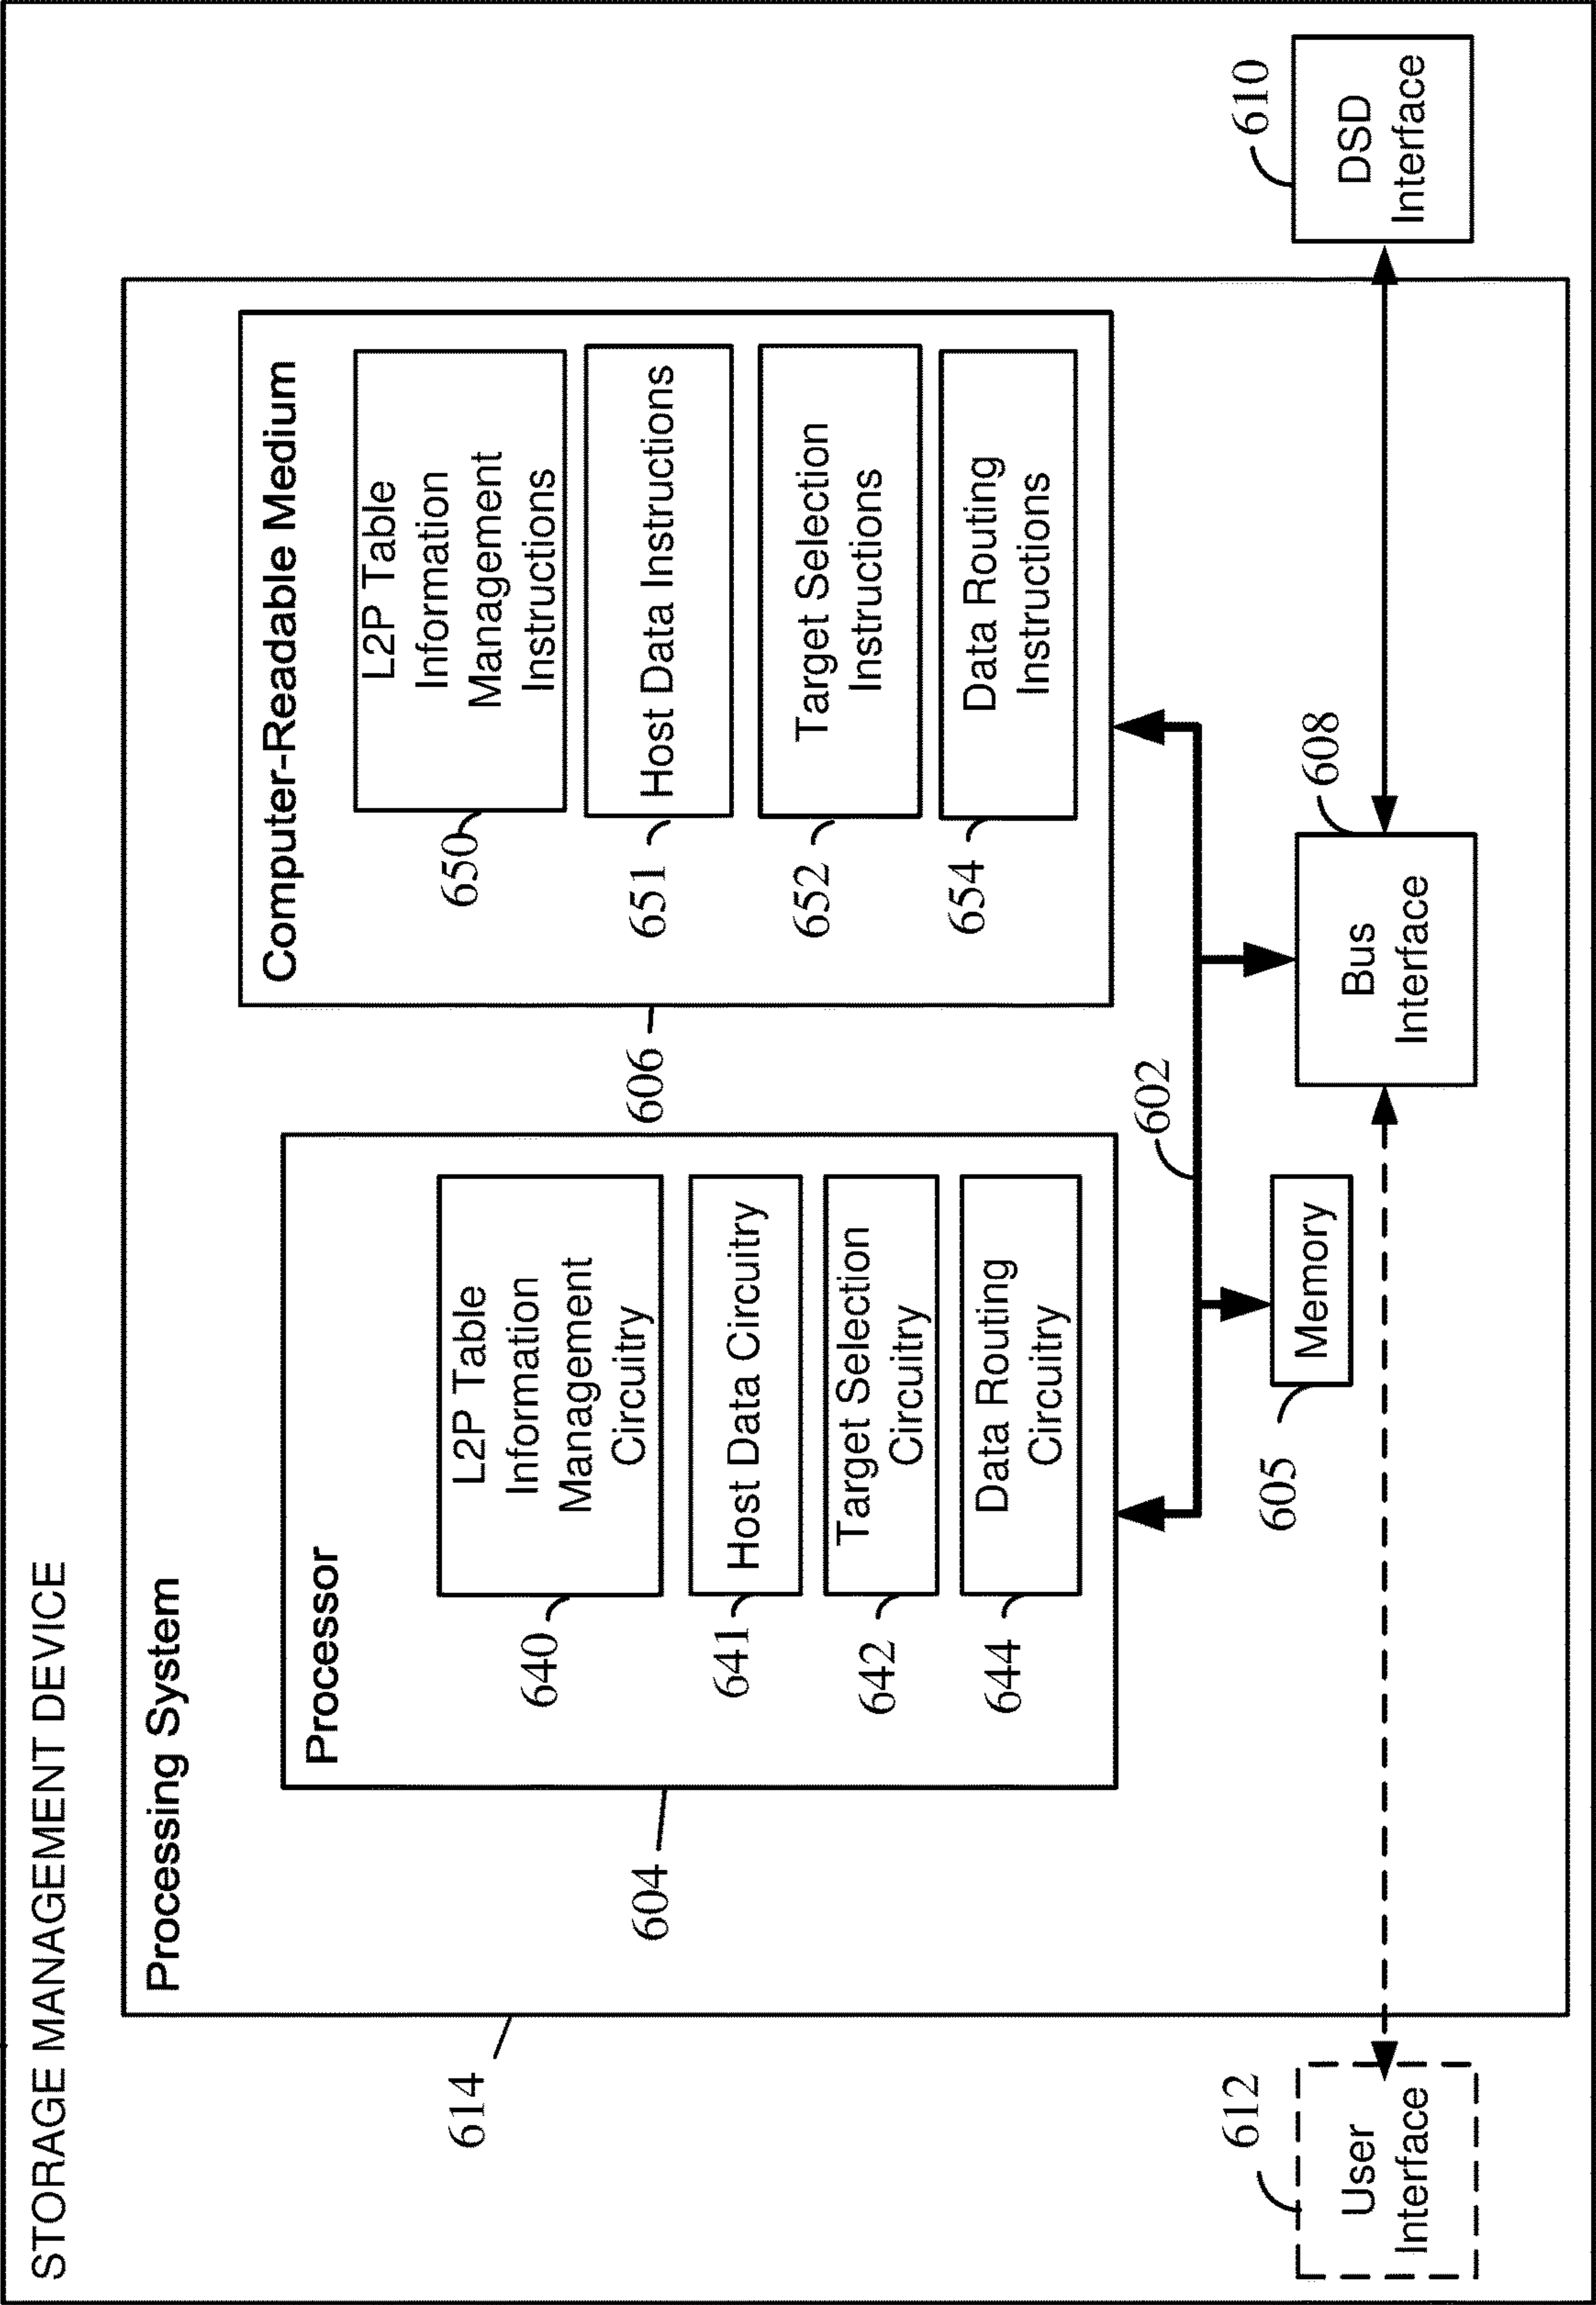 STORAGE MANAGEMENT DEVICE
Processing System
614
Processor
604
L2P Table
Information
Management
Circuitry
640
Host Data Circuitry
641
Target Selection
Circuitry
642
Data Routing
Circuitry
644
Computer-Readable Medium
606
L2P Table
Information
Management
Instructions
650
Host Data Instructions
651
Target Selection
Instructions
652
Data Routing
Instructions
654
602
Memory
605
Bus
Interface
608
User
Interface
612
DSD
Interface
610